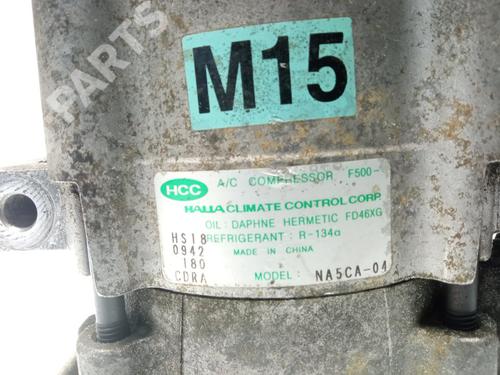 M15
HCC A/C COMPRESSOR F500-
HALLA CLIMATE CONTROL CORP.
OIL: DAPHNE HERMETIC FD46XG
HS18 REFRIGERANT: R-134a
0942 MADE IN CHINA
180
CDRA MODEL: NA5CA-04
B-PARTS